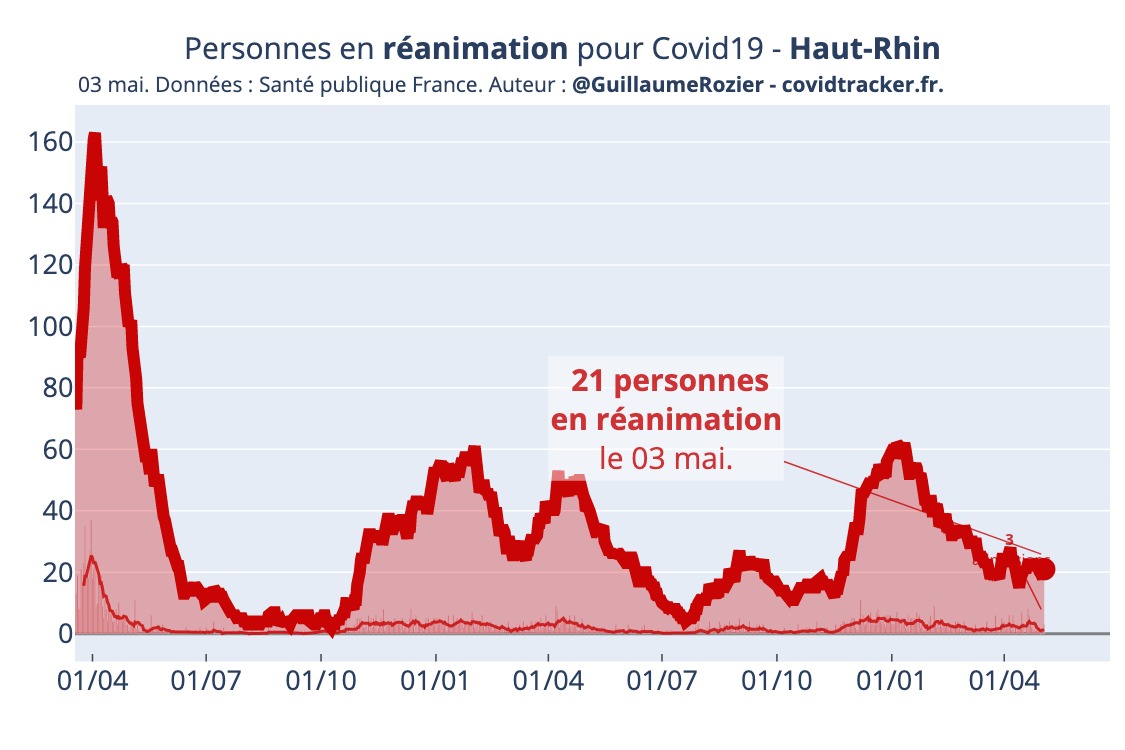 Personnes en réanimation pour Covid19 - Haut-Rhin
03 mai. Données : Santé publique France. Auteur : @GuillaumeRozier - covidtracker.fr.
160
140
120
100
80
60
40
20
0
21 personnes
en réanimation
le 03 mai.
3
01/04 01/07 01/10 01/01 01/04 01/07 01/10 01/01 01/04